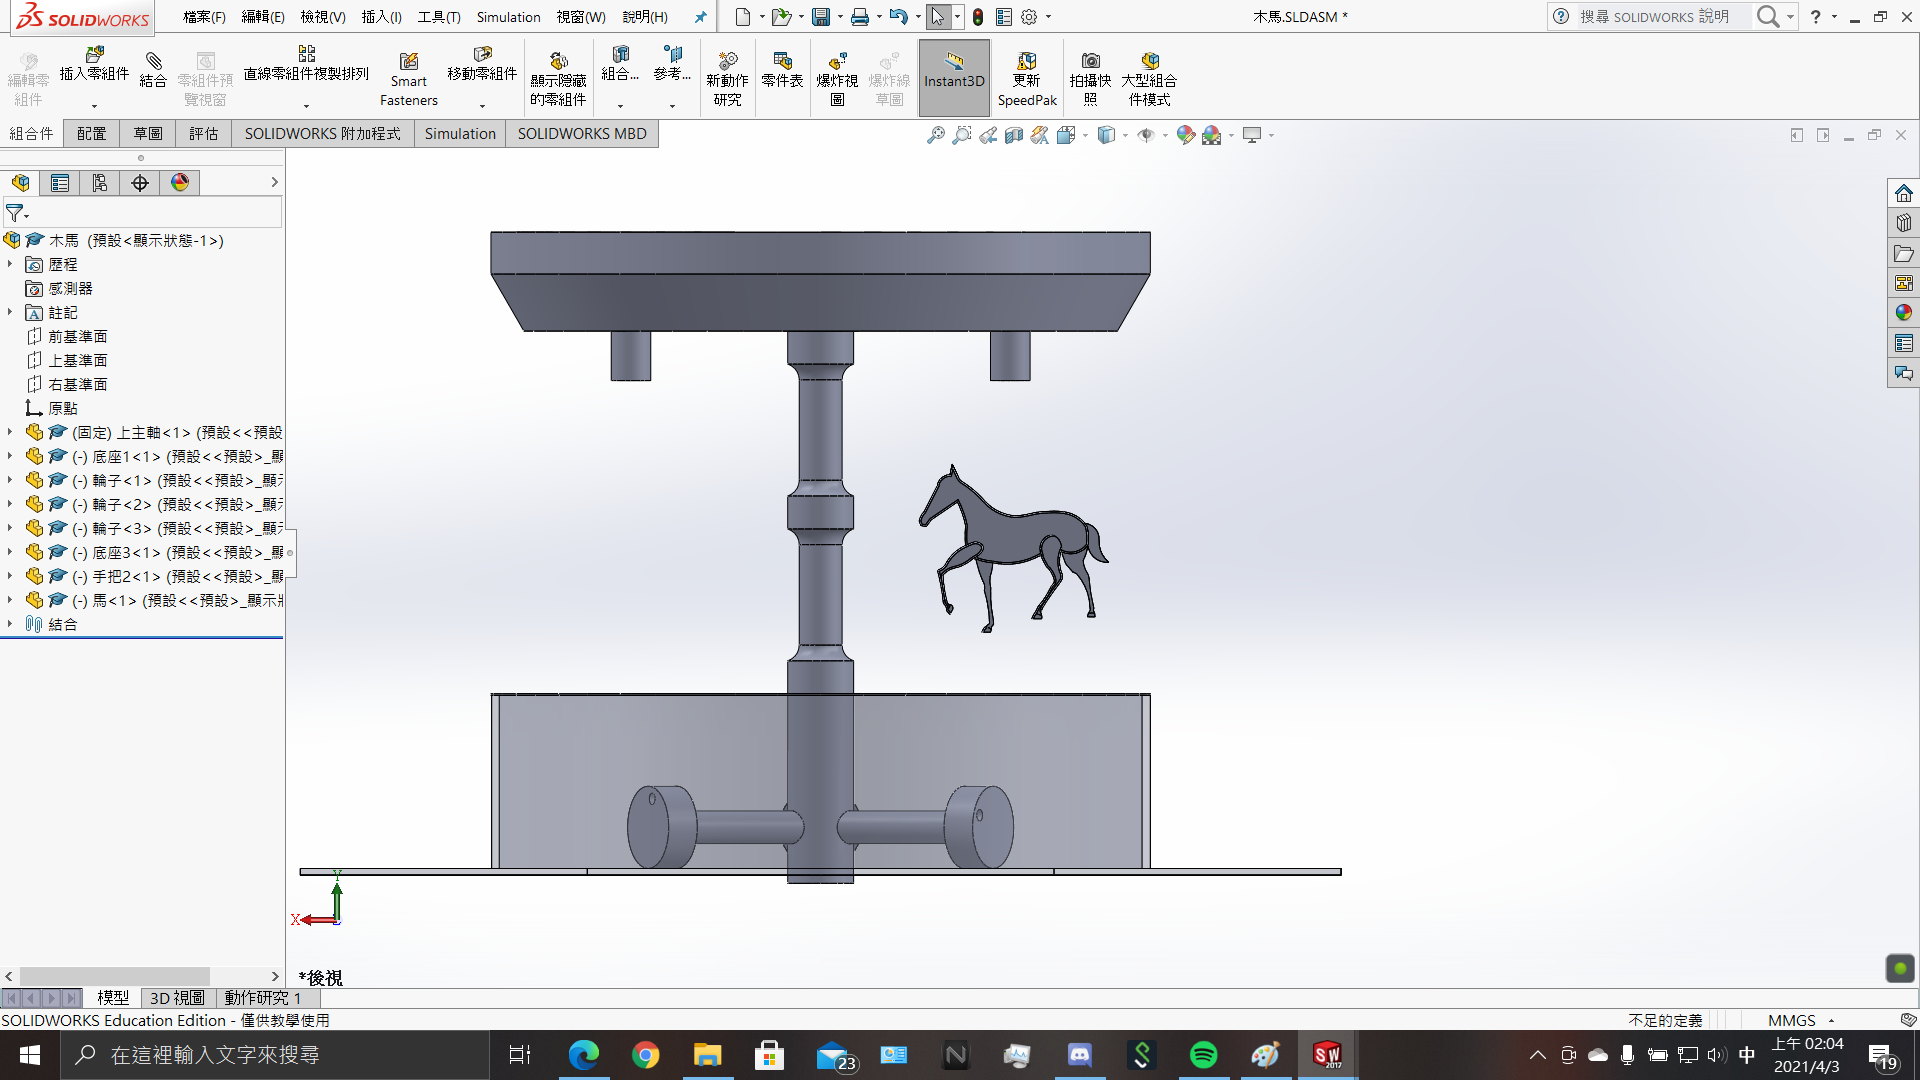 SOLIDWORKS
檔案(F) 編輯(E) 檢視(V) 插入(I) 工具(T) Simulation 視窗(W) 說明(H)
木馬.SLDASM *
搜尋 SOLIDWORKS 說明
編輯零組件
插入零組件
結合
零組件預覽視窗
直線零組件複製排列
Smart Fasteners
移動零組件
顯示隱藏的零組件
組合...
參考...
新動作研究
零件表
爆炸視圖
爆炸線草圖
Instant3D
更新 SpeedPak
拍攝快照
大型組合件模式
組合件 配置 草圖 評估 SOLIDWORKS 附加程式 Simulation SOLIDWORKS MBD
木馬 (預設<顯示狀態-1>)
歷程
感測器
註記
前基準面
上基準面
右基準面
原點
(固定) 上主軸<1> (預設<<預設
(-) 底座1<1> (預設<<預設>_顯
(-) 輪子<1> (預設<<預設>_顯示
(-) 輪子<2> (預設<<預設>_顯示
(-) 輪子<3> (預設<<預設>_顯示
(-) 底座3<1> (預設<<預設>_顯
(-) 手把2<1> (預設<<預設>_顯
(-) 馬<1> (預設<<預設>_顯示狀
結合
Y
X
*後視
模型 3D 視圖 動作研究 1
SOLIDWORKS Education Edition - 僅供教學使用
不足的定義 MMGS
在這裡輸入文字來搜尋
23
SW
2017
中
上午 02:04
2021/4/3
19